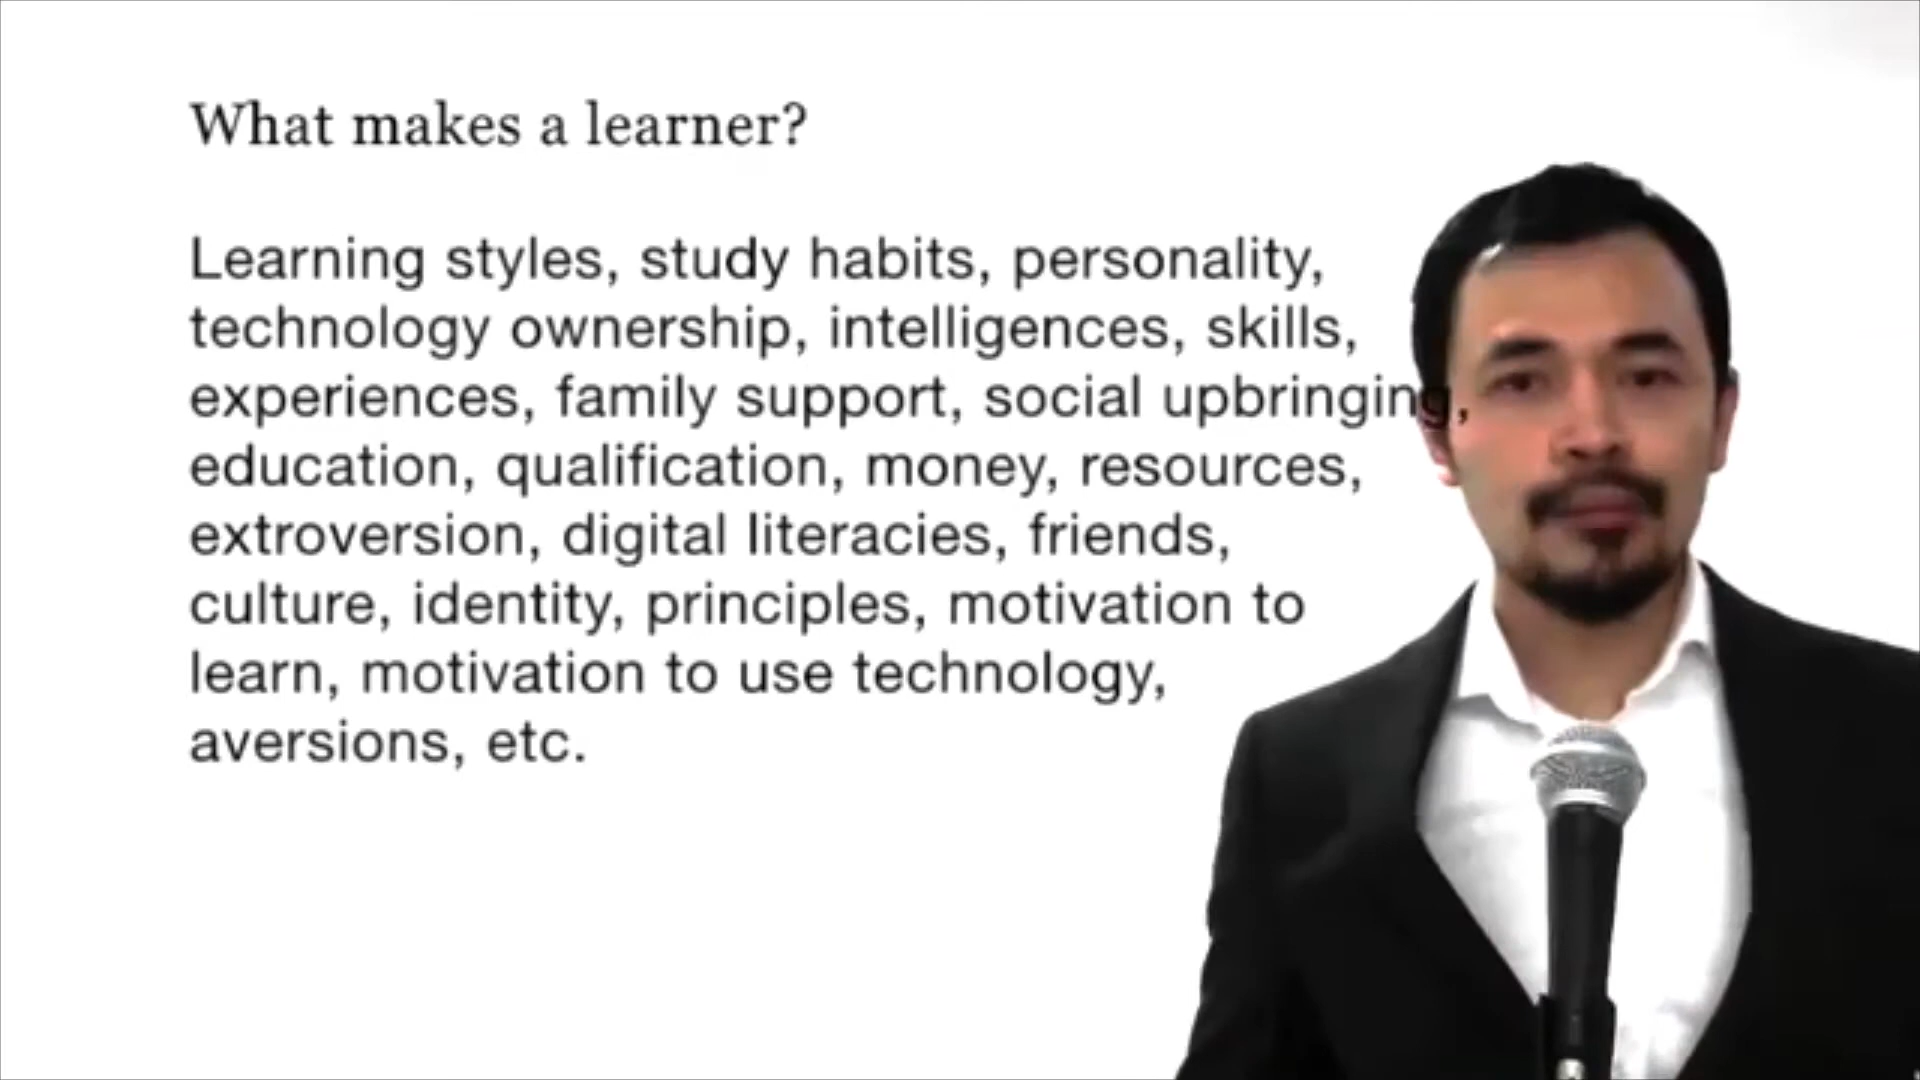 What makes a learner?
Learning styles, study habits, personality,
technology ownership, intelligences, skills,
experiences, family support, social upbringing,
education, qualification, money, resources,
extroversion, digital literacies, friends,
culture, identity, principles, motivation to
learn, motivation to use technology,
aversions, etc.